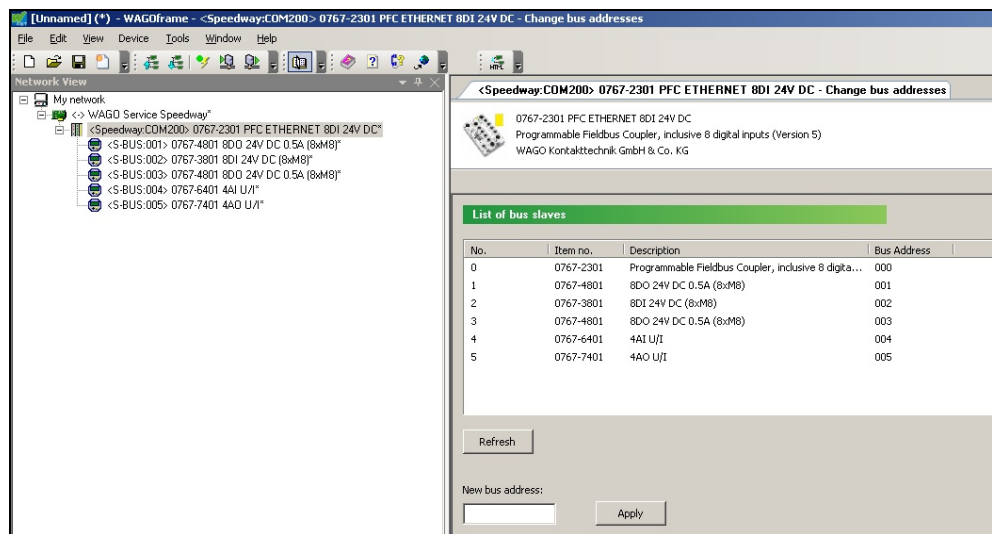 [Unnamed] (*) - WAGOframe - <Speedway:COM200> 0767-2301 PFC ETHERNET 8DI 24V DC - Change bus addresses
File Edit View Device Tools Window Help
Network View
My network
<-> WAGO Service Speedway*
<Speedway:COM200> 0767-2301 PFC ETHERNET 8DI 24V DC*
<S-BUS:001> 0767-4801 8DO 24V DC 0.5A (8xM8)*
<S-BUS:002> 0767-3801 8DI 24V DC (8xM8)*
<S-BUS:003> 0767-4801 8DO 24V DC 0.5A (8xM8)*
<S-BUS:004> 0767-6401 4AI U/I*
<S-BUS:005> 0767-7401 4AO U/I*
<Speedway:COM200> 0767-2301 PFC ETHERNET 8DI 24V DC - Change bus addresses
0767-2301 PFC ETHERNET 8DI 24V DC
Programmable Fieldbus Coupler, inclusive 8 digital inputs (Version 5)
WAGO Kontakttechnik GmbH & Co. KG
List of bus slaves
No. Item no. Description Bus Address
0 0767-2301 Programmable Fieldbus Coupler, inclusive 8 digita... 000
1 0767-4801 8DO 24V DC 0.5A (8xM8) 001
2 0767-3801 8DI 24V DC (8xM8) 002
3 0767-4801 8DO 24V DC 0.5A (8xM8) 003
4 0767-6401 4AI U/I 004
5 0767-7401 4AO U/I 005
Refresh
New bus address:
Apply